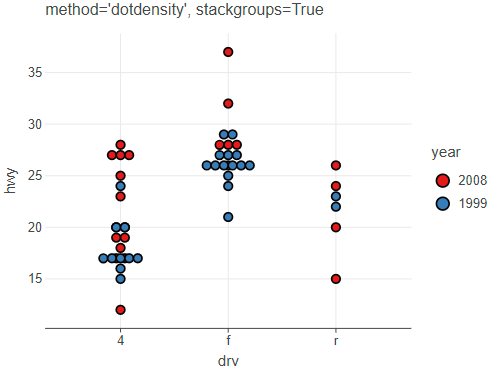 method='dotdensity', stackgroups=True
35
30
25
20
15
hwy
4
f
r
drv
year
2008
1999